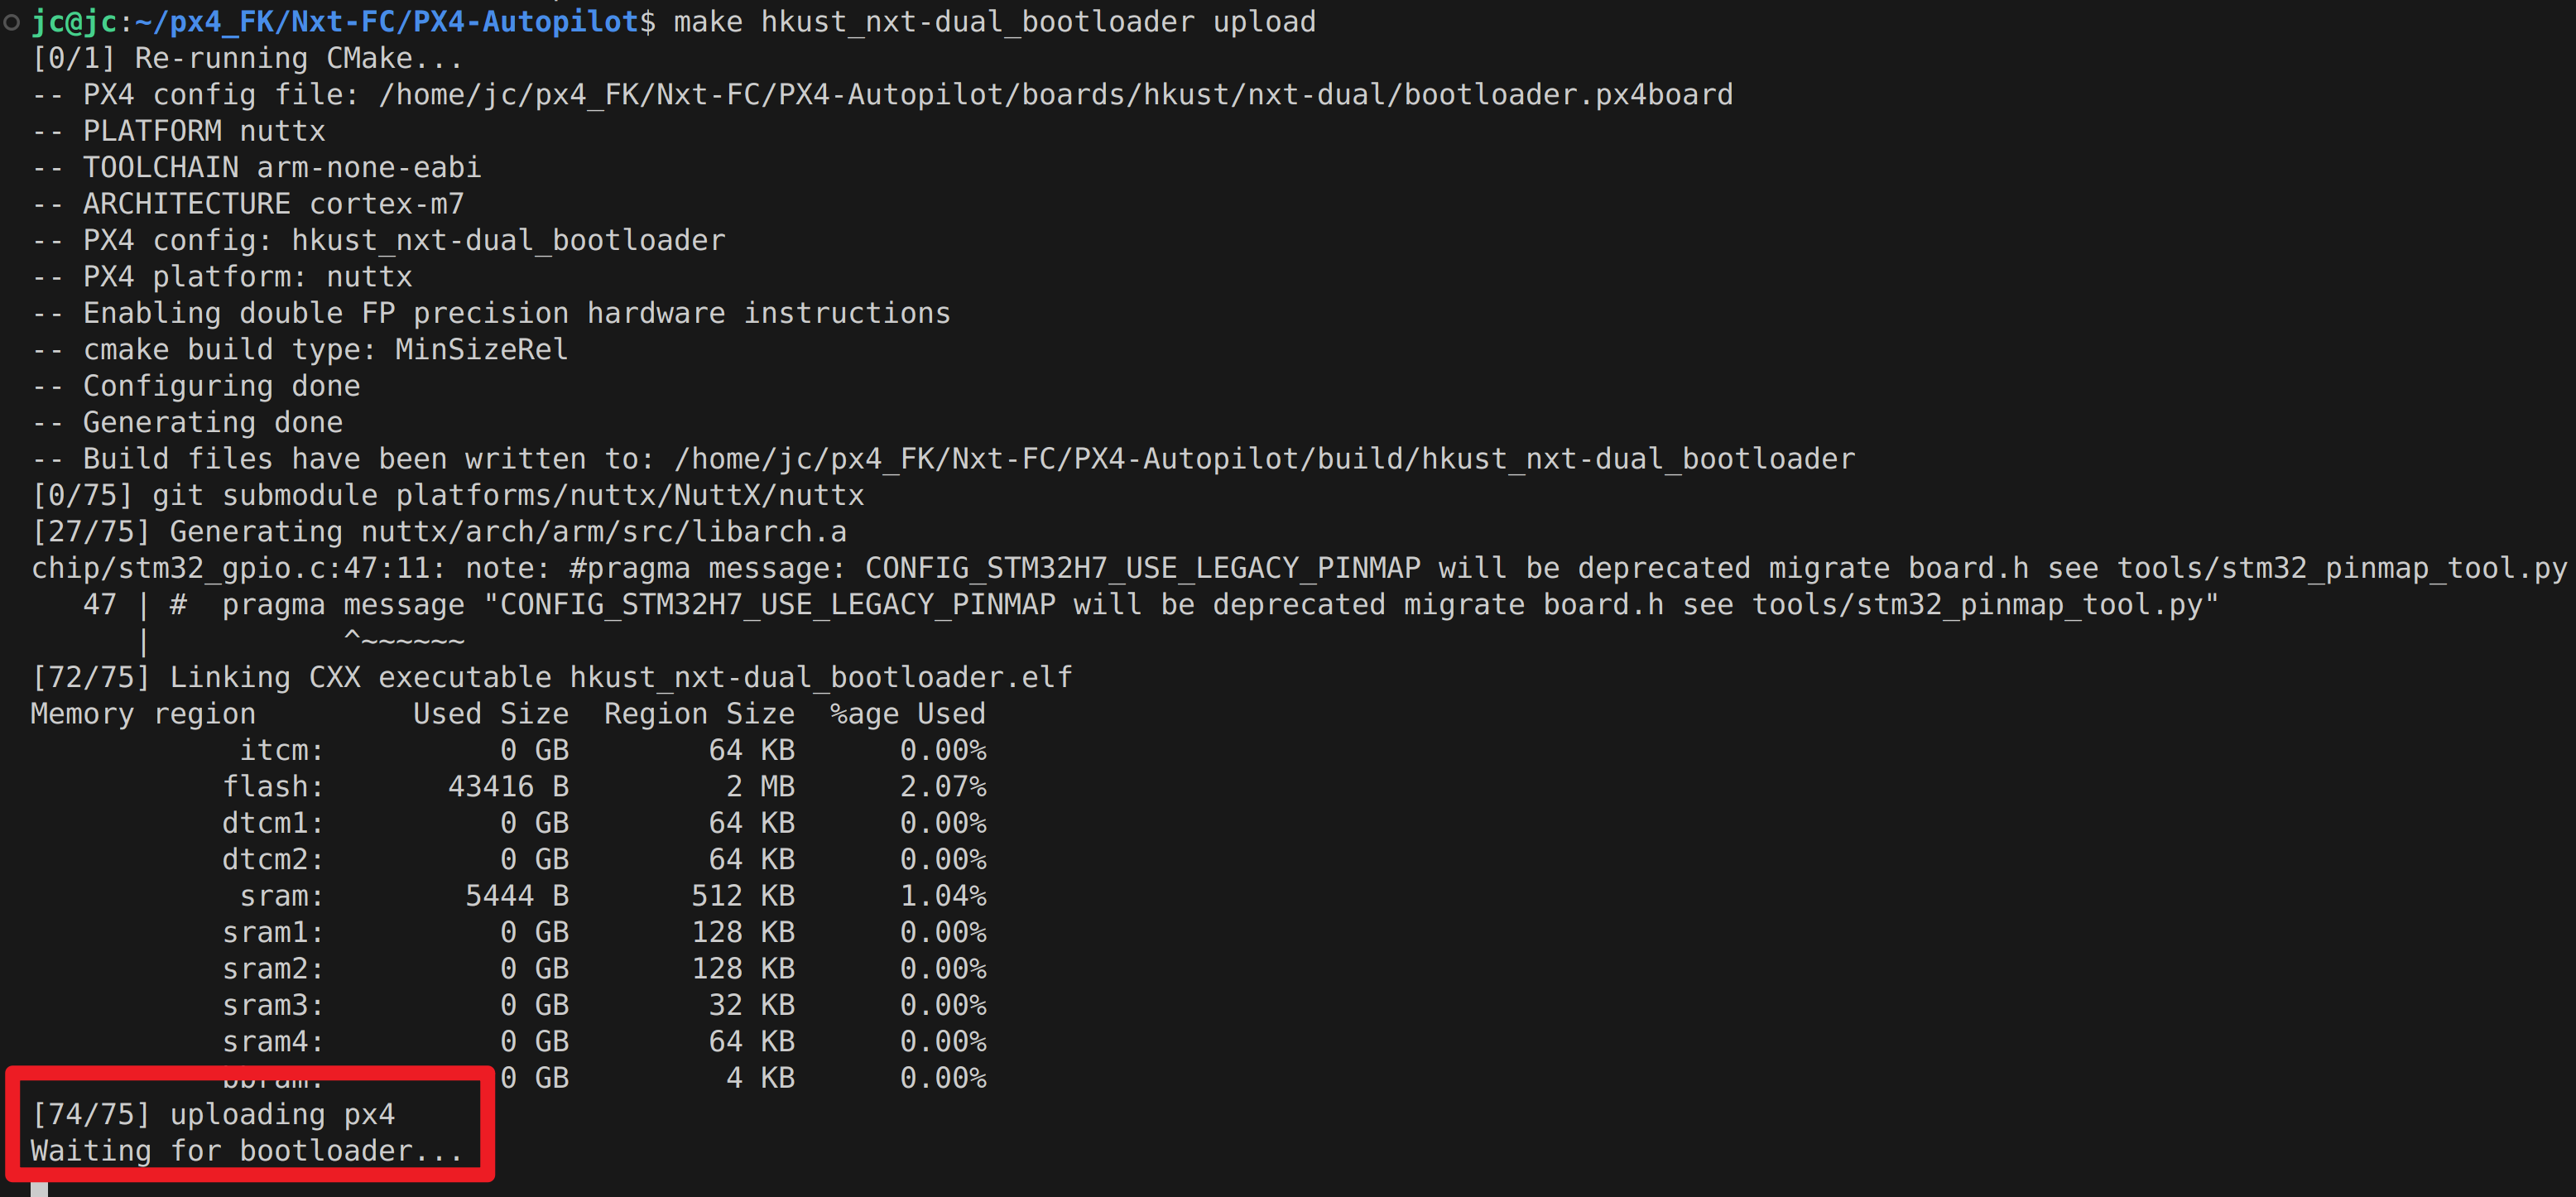 jc@jc:~/px4_FK/Nxt-FC/PX4-Autopilot$ make hkust_nxt-dual_bootloader upload
[0/1] Re-running CMake...
-- PX4 config file: /home/jc/px4_FK/Nxt-FC/PX4-Autopilot/boards/hkust/nxt-dual/bootloader.px4board
-- PLATFORM nuttx
-- TOOLCHAIN arm-none-eabi
-- ARCHITECTURE cortex-m7
-- PX4 config: hkust_nxt-dual_bootloader
-- PX4 platform: nuttx
-- Enabling double FP precision hardware instructions
-- cmake build type: MinSizeRel
-- Configuring done
-- Generating done
-- Build files have been written to: /home/jc/px4_FK/Nxt-FC/PX4-Autopilot/build/hkust_nxt-dual_bootloader
[0/75] git submodule platforms/nuttx/NuttX/nuttx
[27/75] Generating nuttx/arch/arm/src/libarch.a
chip/stm32_gpio.c:47:11: note: #pragma message: CONFIG_STM32H7_USE_LEGACY_PINMAP will be deprecated migrate board.h see tools/stm32_pinmap_tool.py
   47 | #  pragma message "CONFIG_STM32H7_USE_LEGACY_PINMAP will be deprecated migrate board.h see tools/stm32_pinmap_tool.py"
      |           ^~~~~~~
[72/75] Linking CXX executable hkust_nxt-dual_bootloader.elf
Memory region         Used Size  Region Size  %age Used
            itcm:          0 GB        64 KB      0.00%
           flash:       43416 B         2 MB      2.07%
           dtcm1:          0 GB        64 KB      0.00%
           dtcm2:          0 GB        64 KB      0.00%
            sram:        5444 B       512 KB      1.04%
           sram1:          0 GB       128 KB      0.00%
           sram2:          0 GB       128 KB      0.00%
           sram3:          0 GB        32 KB      0.00%
           sram4:          0 GB        64 KB      0.00%
           bbram:          0 GB         4 KB      0.00%
[74/75] uploading px4
Waiting for bootloader...